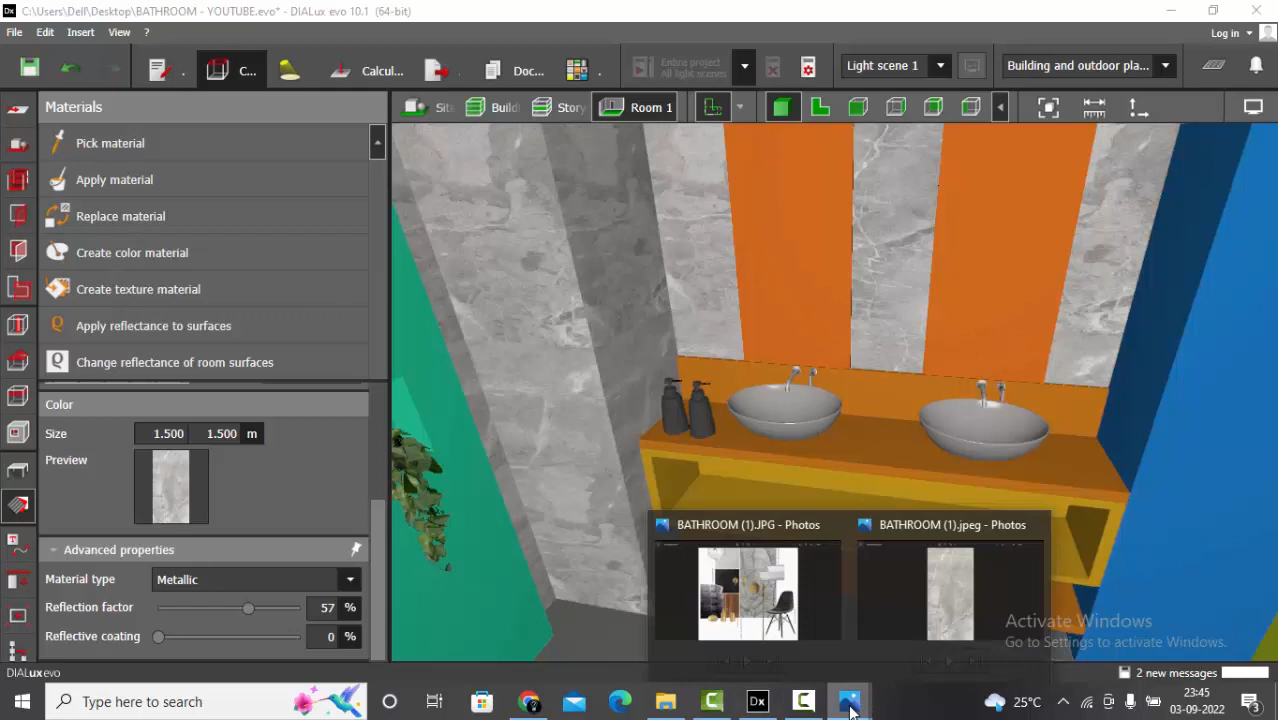 C:\Users\Dell\Desktop\BATHROOM - YOUTUBE.evo* - DIALux evo 10.1 (64-bit)
File Edit Insert View ?
Log in
C...
Calcul...
Doc...
Entire project
All light scenes
Light scene 1
Building and outdoor pla...
Materials
Site
Buildi
Story
Room 1
Pick material
Apply material
Replace material
Create color material
Create texture material
Apply reflectance to surfaces
Change reflectance of room surfaces
Color
Size 1.500 1.500 m
Preview
Advanced properties
Material type Metallic
Reflection factor 57 %
Reflective coating 0 %
BATHROOM (1).JPG - Photos
BATHROOM (1).jpeg - Photos
Activate Windows
Go to Settings to activate Windows.
DIALux evo
2 new messages
Type here to search
25°C
23:45
03-09-2022
3